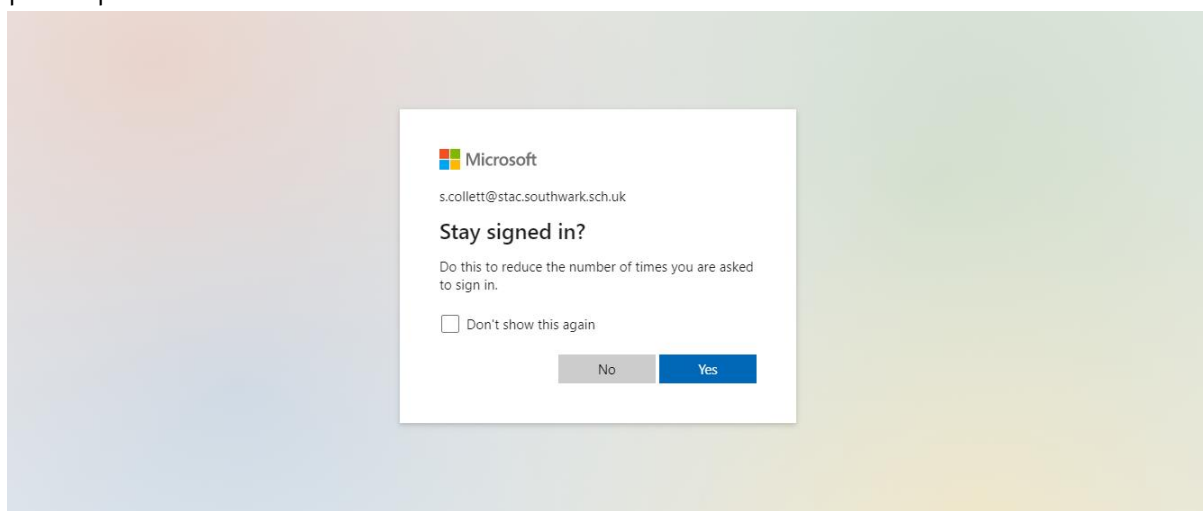 Microsoft
s.collett@stac.southwark.sch.uk
Stay signed in?
Do this to reduce the number of times you are asked
to sign in.
Don't show this again
No
Yes